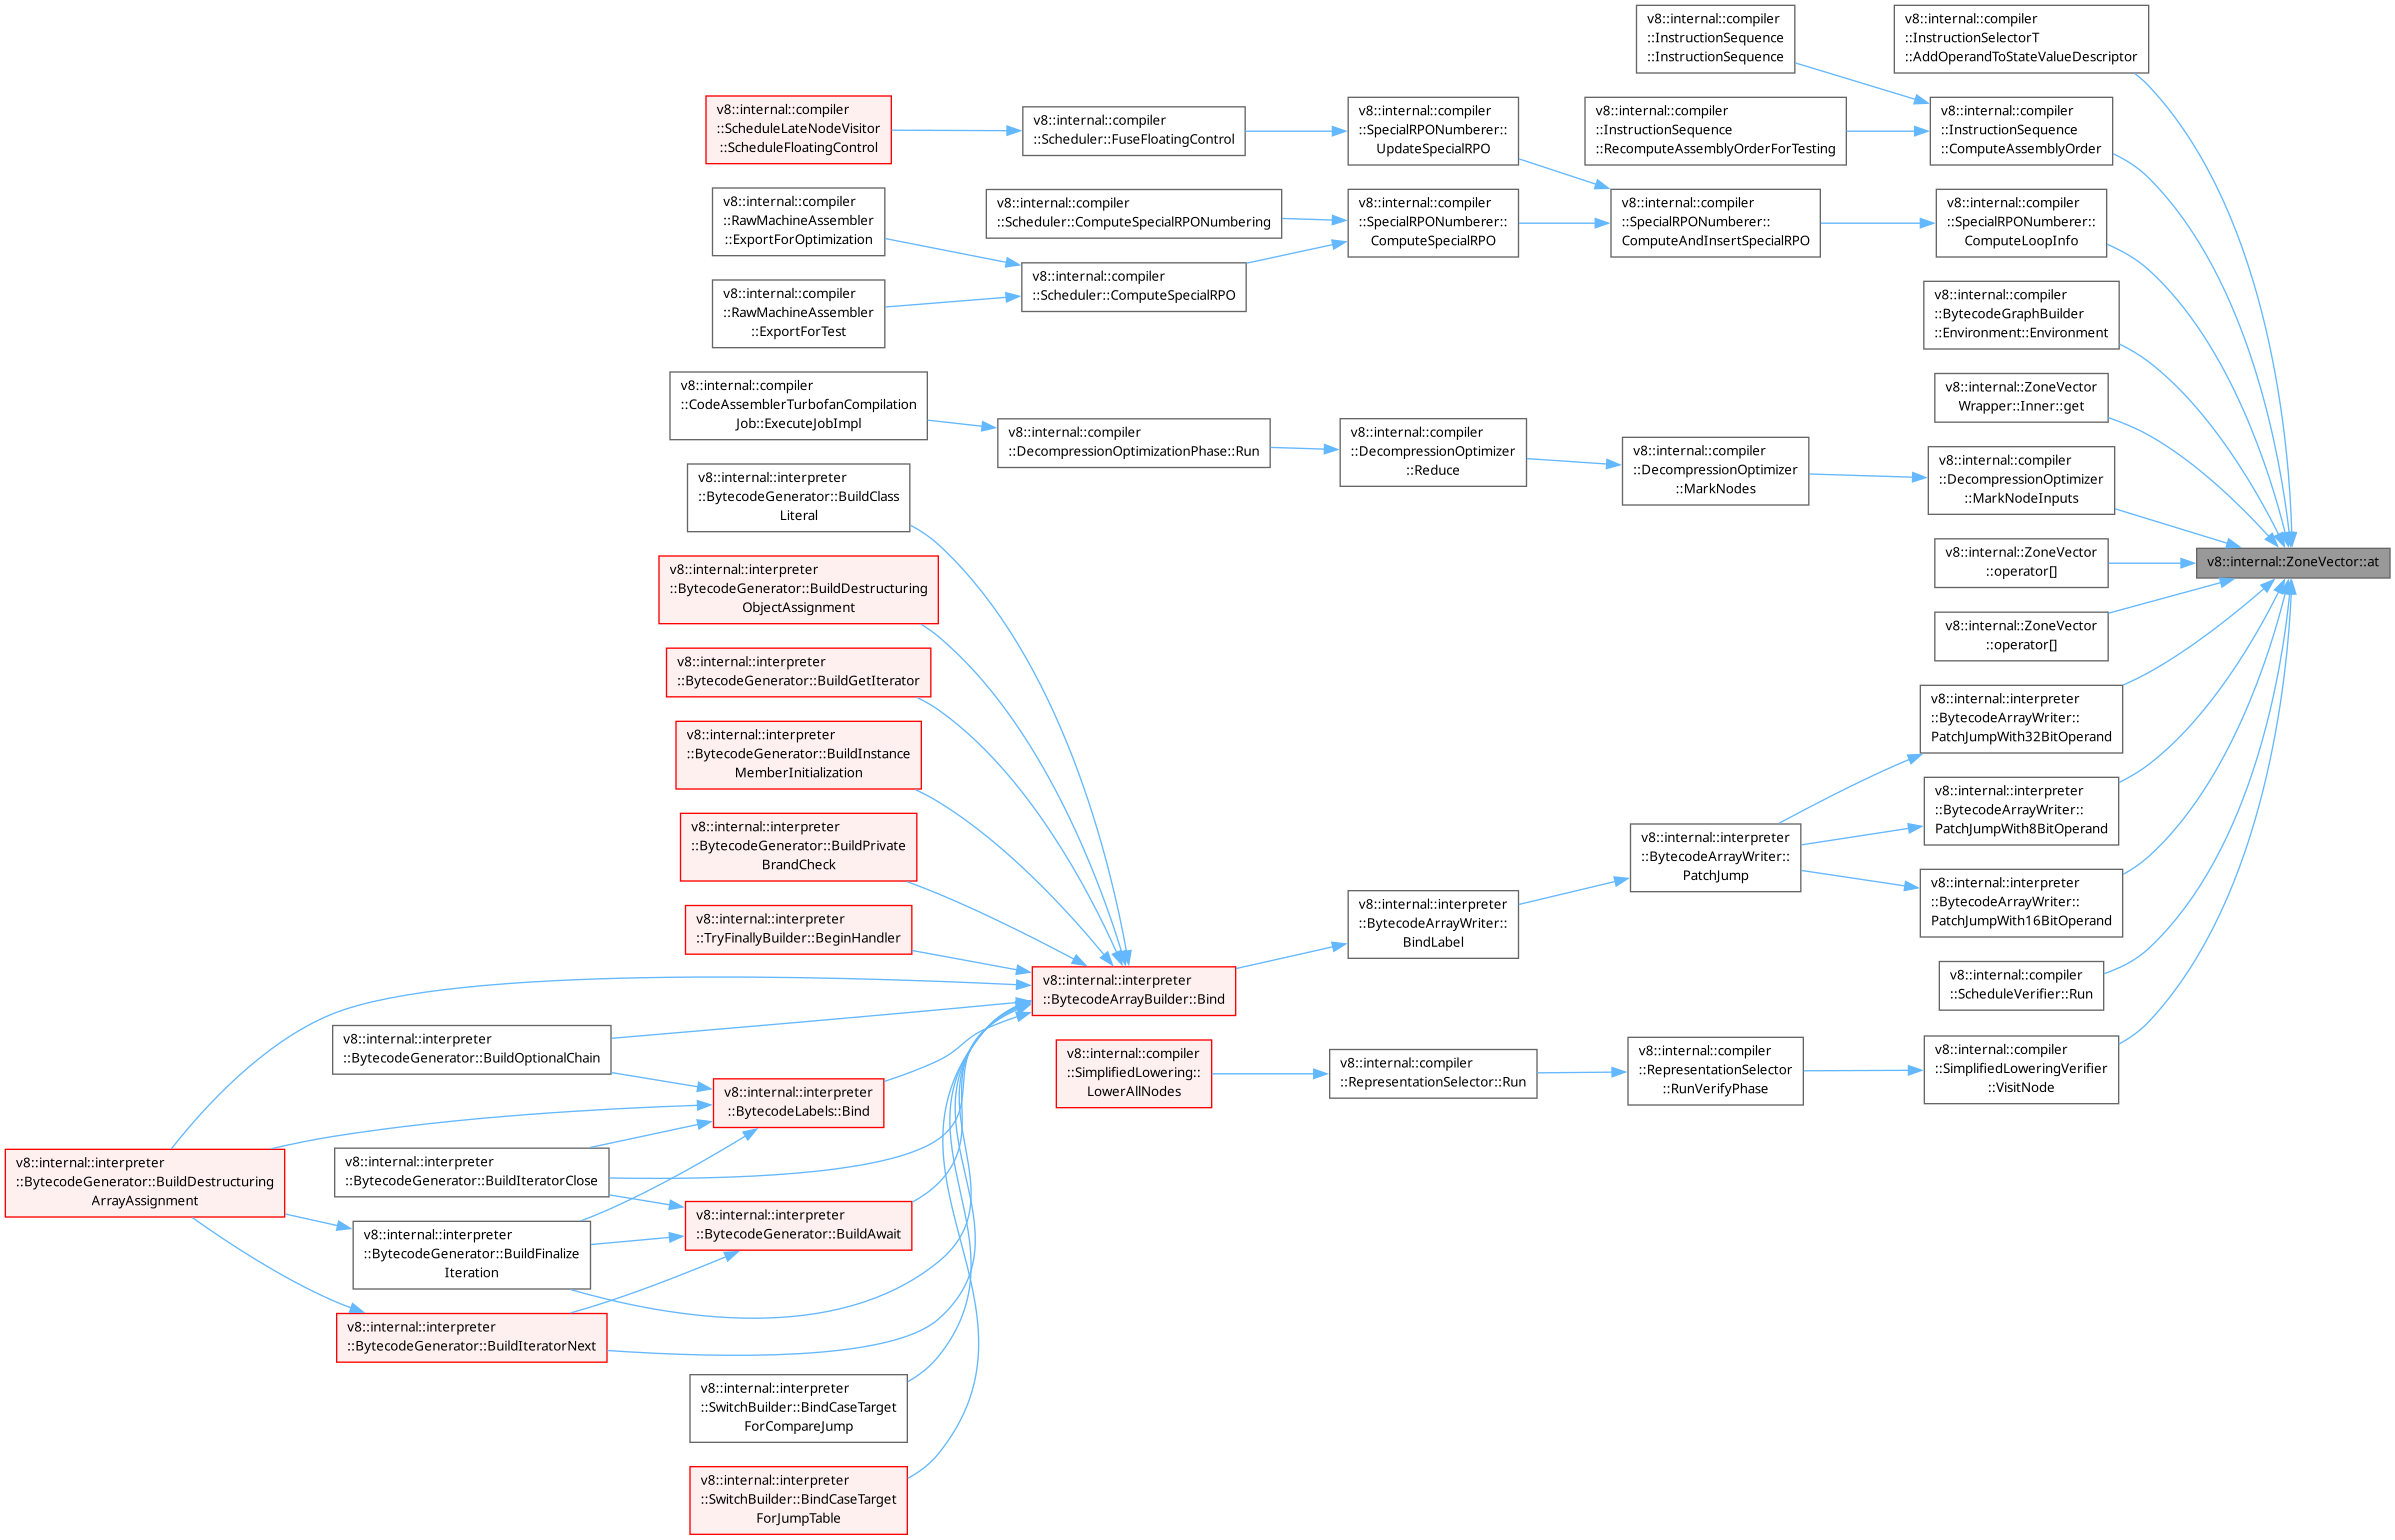 v8::internal::compiler
::InstructionSequence
::InstructionSequence
v8::internal::compiler
::InstructionSelectorT
::AddOperandToStateValueDescriptor
v8::internal::compiler
::ScheduleLateNodeVisitor
::ScheduleFloatingControl
v8::internal::compiler
::Scheduler::FuseFloatingControl
v8::internal::compiler
::SpecialRPONumberer::
UpdateSpecialRPO
v8::internal::compiler
::InstructionSequence
::RecomputeAssemblyOrderForTesting
v8::internal::compiler
::InstructionSequence
::ComputeAssemblyOrder
v8::internal::compiler
::RawMachineAssembler
::ExportForOptimization
v8::internal::compiler
::Scheduler::ComputeSpecialRPONumbering
v8::internal::compiler
::SpecialRPONumberer::
ComputeSpecialRPO
v8::internal::compiler
::SpecialRPONumberer::
ComputeAndInsertSpecialRPO
v8::internal::compiler
::SpecialRPONumberer::
ComputeLoopInfo
v8::internal::compiler
::Scheduler::ComputeSpecialRPO
v8::internal::compiler
::RawMachineAssembler
::ExportForTest
v8::internal::compiler
::BytecodeGraphBuilder
::Environment::Environment
v8::internal::compiler
::CodeAssemblerTurbofanCompilation
Job::ExecuteJobImpl
v8::internal::ZoneVector
Wrapper::Inner::get
v8::internal::compiler
::DecompressionOptimizationPhase::Run
v8::internal::compiler
::DecompressionOptimizer
::Reduce
v8::internal::compiler
::DecompressionOptimizer
::MarkNodes
v8::internal::compiler
::DecompressionOptimizer
::MarkNodeInputs
v8::internal::interpreter
::BytecodeGenerator::BuildClass
Literal
v8::internal::ZoneVector
::operator[]
v8::internal::ZoneVector::at
v8::internal::interpreter
::BytecodeGenerator::BuildDestructuring
ObjectAssignment
v8::internal::ZoneVector
::operator[]
v8::internal::interpreter
::BytecodeGenerator::BuildGetIterator
v8::internal::interpreter
::BytecodeArrayWriter::
PatchJumpWith32BitOperand
v8::internal::interpreter
::BytecodeGenerator::BuildInstance
MemberInitialization
v8::internal::interpreter
::BytecodeArrayWriter::
PatchJumpWith8BitOperand
v8::internal::interpreter
::BytecodeGenerator::BuildPrivate
BrandCheck
v8::internal::interpreter
::BytecodeArrayWriter::
PatchJump
v8::internal::interpreter
::BytecodeArrayWriter::
PatchJumpWith16BitOperand
v8::internal::interpreter
::TryFinallyBuilder::BeginHandler
v8::internal::interpreter
::BytecodeArrayWriter::
BindLabel
v8::internal::interpreter
::BytecodeArrayBuilder::Bind
v8::internal::compiler
::ScheduleVerifier::Run
v8::internal::interpreter
::BytecodeGenerator::BuildOptionalChain
v8::internal::compiler
::SimplifiedLowering::
LowerAllNodes
v8::internal::compiler
::RepresentationSelector::Run
v8::internal::compiler
::RepresentationSelector
::RunVerifyPhase
v8::internal::compiler
::SimplifiedLoweringVerifier
::VisitNode
v8::internal::interpreter
::BytecodeLabels::Bind
v8::internal::interpreter
::BytecodeGenerator::BuildDestructuring
ArrayAssignment
v8::internal::interpreter
::BytecodeGenerator::BuildIteratorClose
v8::internal::interpreter
::BytecodeGenerator::BuildAwait
v8::internal::interpreter
::BytecodeGenerator::BuildFinalize
Iteration
v8::internal::interpreter
::BytecodeGenerator::BuildIteratorNext
v8::internal::interpreter
::SwitchBuilder::BindCaseTarget
ForCompareJump
v8::internal::interpreter
::SwitchBuilder::BindCaseTarget
ForJumpTable